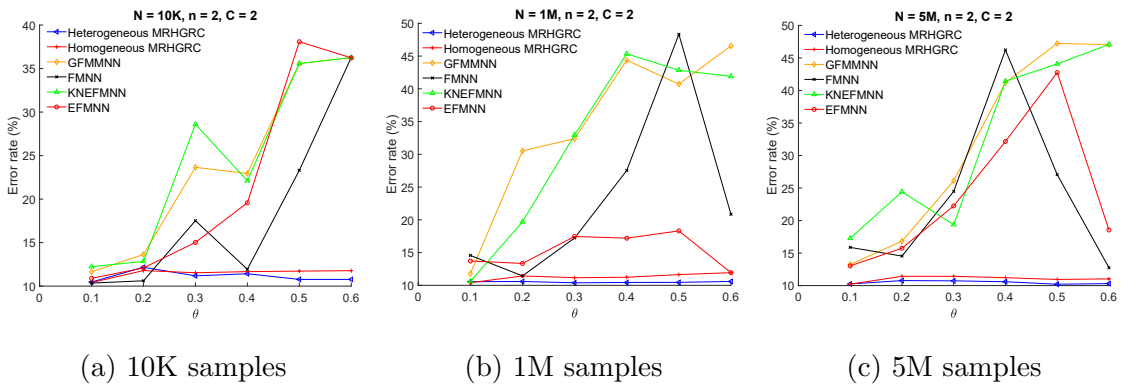 N = 10K, n = 2, C = 2
Error rate (%)
40
35
30
25
20
15
10
0
0.1
0.2
0.3
0.4
0.5
0.6
θ
Heterogeneous MRHGRC
Homogeneous MRHGRC
GFMMNN
FMNN
KNEFMNN
EFMNN
(a) 10K samples
N = 1M, n = 2, C = 2
Error rate (%)
50
45
40
35
30
25
20
15
10
0
0.1
0.2
0.3
0.4
0.5
0.6
θ
Heterogeneous MRHGRC
Homogeneous MRHGRC
GFMMNN
FMNN
KNEFMNN
EFMNN
(b) 1M samples
N = 5M, n = 2, C = 2
Error rate (%)
50
45
40
35
30
25
20
15
10
0
0.1
0.2
0.3
0.4
0.5
0.6
θ
Heterogeneous MRHGRC
Homogeneous MRHGRC
GFMMNN
FMNN
KNEFMNN
EFMNN
(c) 5M samples